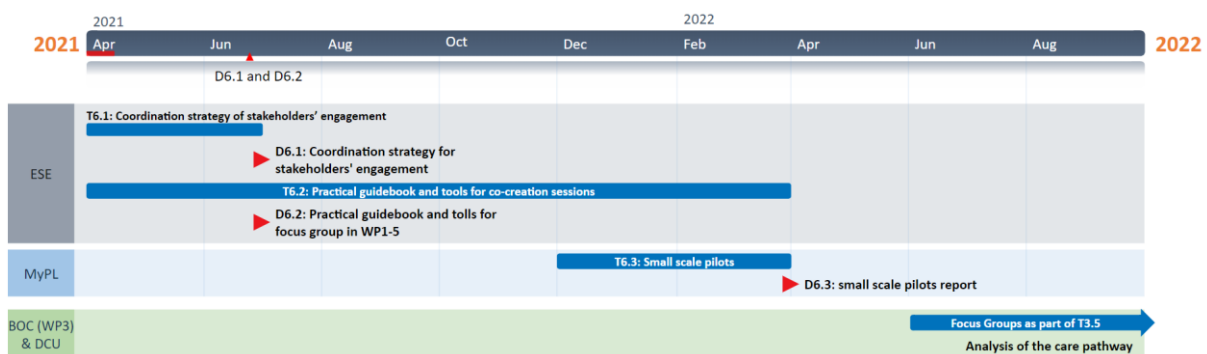 2021
2022
2021
Apr
Jun
Aug
Oct
Dec
Feb
Apr
Jun
Aug
2022
D6.1 and D6.2
T6.1: Coordination strategy of stakeholders' engagement
D6.1: Coordination strategy for
stakeholders' engagement
ESE
T6.2: Practical guidebook and tools for co-creation sessions
D6.2: Practical guidebook and tolls for
focus group in WP1-5
MyPL
T6.3: Small scale pilots
D6.3: small scale pilots report
BOC (WP3)
& DCU
Focus Groups as part of T3.5
Analysis of the care pathway